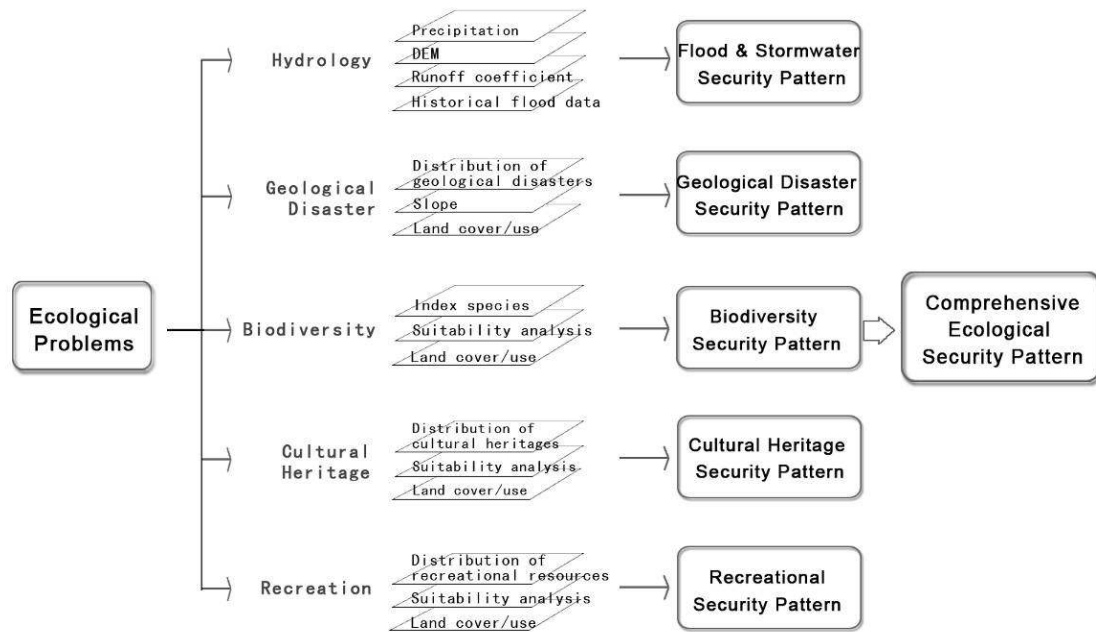 Ecological
Problems
Hydrology
Precipitation
DEM
Runoff coefficient
Historical flood data
Flood & Stormwater
Security Pattern
Geological
Disaster
Distribution of
geological disasters
Slope
Land cover/use
Geological Disaster
Security Pattern
Biodiversity
Index species
Suitability analysis
Land cover/use
Biodiversity
Security Pattern
Comprehensive
Ecological
Security Pattern
Cultural
Heritage
Distribution of
cultural heritages
Suitability analysis
Land cover/use
Cultural Heritage
Security Pattern
Recreation
Distribution of
recreational resources
Suitability analysis
Land cover/use
Recreational
Security Pattern